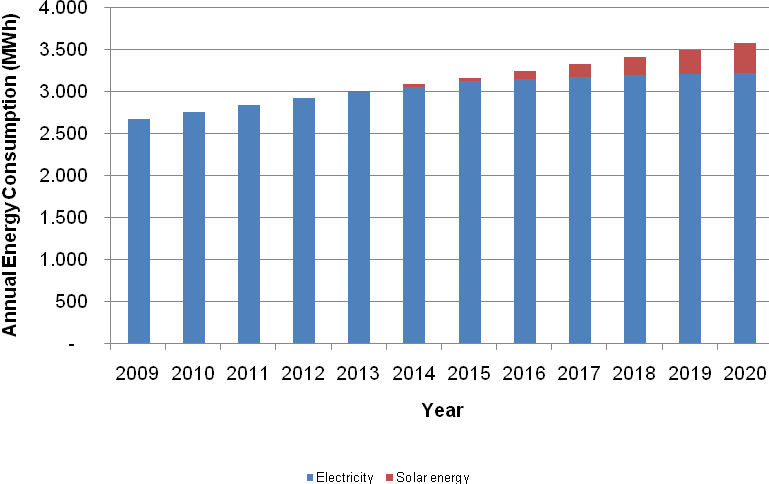 Annual Energy Consumption (MWh)
4.000
3.500
3.000
2.500
2.000
1.500
1.000
500
-
2009 2010 2011 2012 2013 2014 2015 2016 2017 2018 2019 2020
Year
Electricity Solar energy